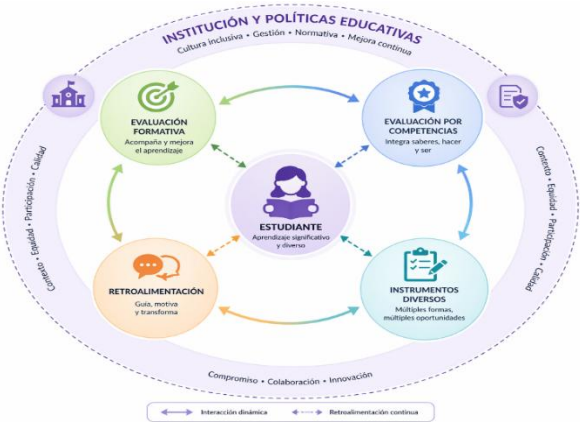 INSTITUCIÓN Y POLÍTICAS EDUCATIVAS
Cultura inclusiva • Gestión • Normativa • Mejora continua
EVALUACIÓN
FORMATIVA
Acompaña y mejora
el aprendizaje
EVALUACIÓN POR
COMPETENCIAS
Integra saberes, hacer
y ser
Contexto • Equidad • Participación • Calidad
ESTUDIANTE
Aprendizaje significativo
y diverso
Contexto • Equidad • Participación • Calidad
RETROALIMENTACIÓN
Guía, motiva
y transforma
INSTRUMENTOS
DIVERSOS
Múltiples formas,
múltiples oportunidades
Compromiso • Colaboración • Innovación
Interacción dinámica
Retroalimentación continua